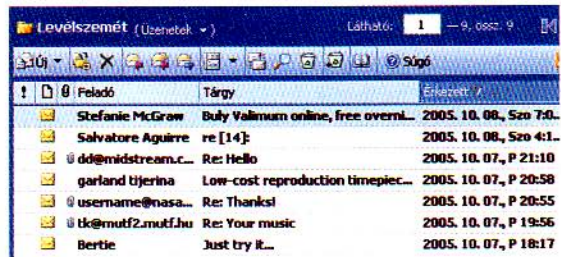 Levélszemét (Üzenetek) Látható: 1 – 9, össz. 9
Új Súgó
! Feladó Tárgy Érkezett
Stefanie McGraw Buly Valimum online, free overni... 2005. 10. 08., Szo 7:0..
Salvatore Aguirre re [14]: 2005. 10. 08., Szo 4:1..
dd@midstream.c... Re: Hello 2005. 10. 07., P 21:10
garland tijerina Low-cost reproduction timepiec... 2005. 10. 07., P 20:58
username@nasa... Re: Thanks! 2005. 10. 07., P 20:55
tk@mutf2.mutf.hu Re: Your music 2005. 10. 07., P 19:56
Bertie Just try it... 2005. 10. 07., P 18:17